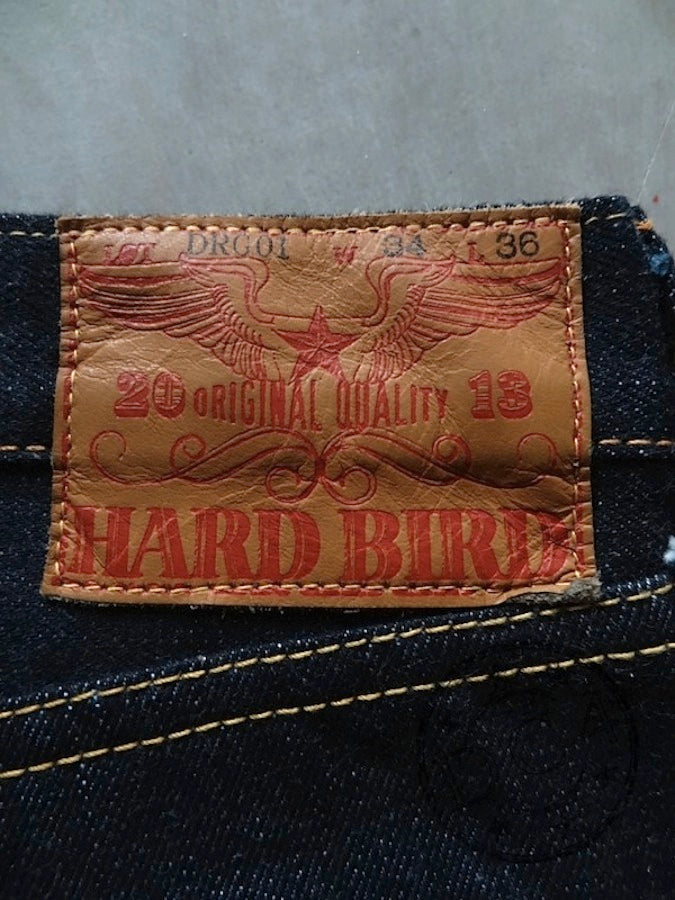 LOT DRG01 W 34 L 36
20 ORIGINAL QUALITY 13
HARD BIRD